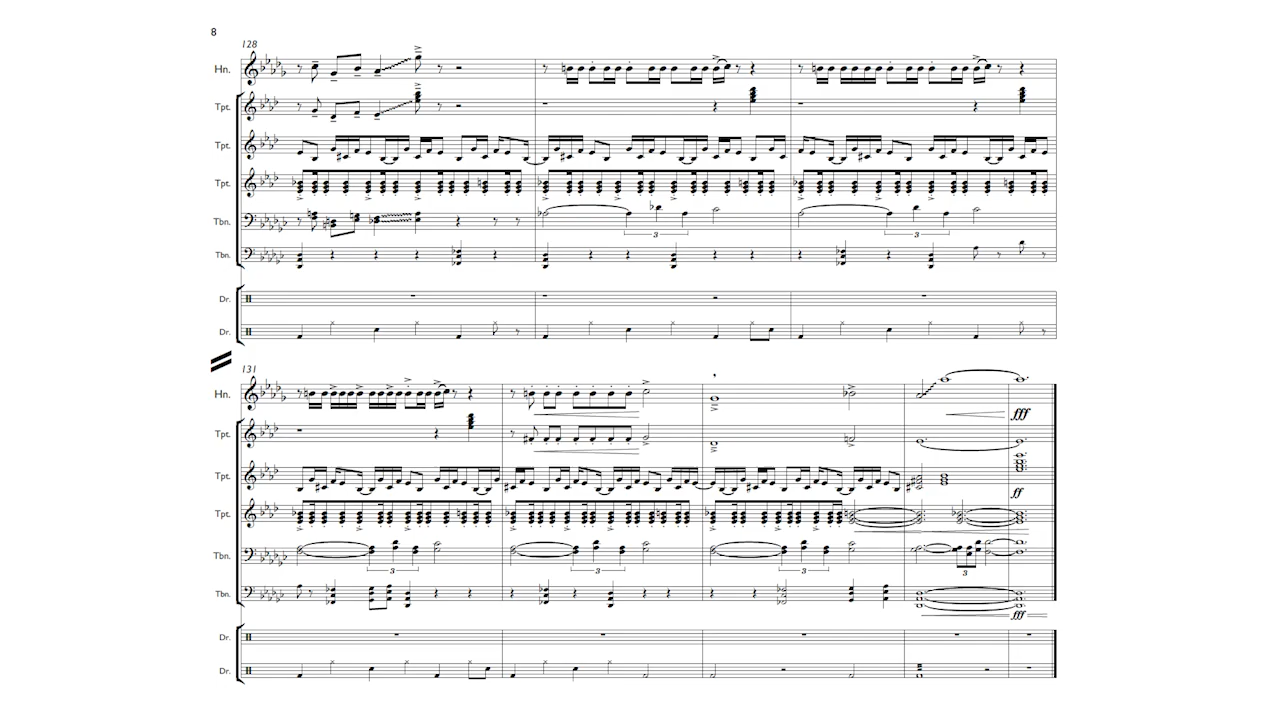 8
128
Hn.
Tpt.
Tpt.
Tpt.
Tbn.
3
3
Tbn.
Dr.
Dr.
131
Hn.
fff
Tpt.
Tpt.
ff
Tpt.
Tbn.
3
3
3
3
Tbn.
fff
Dr.
Dr.